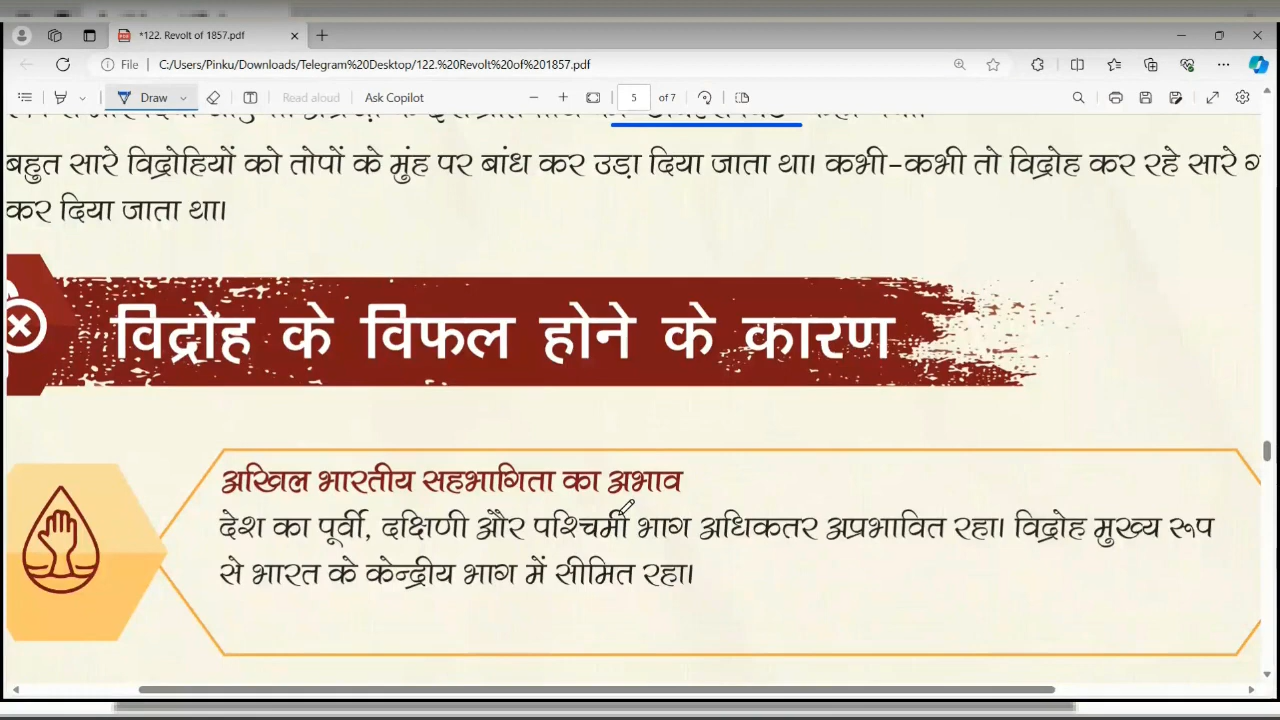 *122. Revolt of 1857.pdf
File C:/Users/Pinku/Downloads/Telegram%20Desktop/122.%20Revolt%20of%201857.pdf
Draw Read aloud Ask Copilot 5 of 7
बहुत सारे विद्रोहियों को तोपों के मुंह पर बांध कर उड़ा दिया जाता था। कभी-कभी तो विद्रोह कर रहे सारे
कर दिया जाता था।
विद्रोह के विफल होने के कारण
अखिल भारतीय सहभागिता का अभाव
देश का पूर्वी, दक्षिणी और पश्चिमी भाग अधिकतर अप्रभावित रहा। विद्रोह मुख्य रूप
से भारत के केन्द्रीय भाग में सीमित रहा।